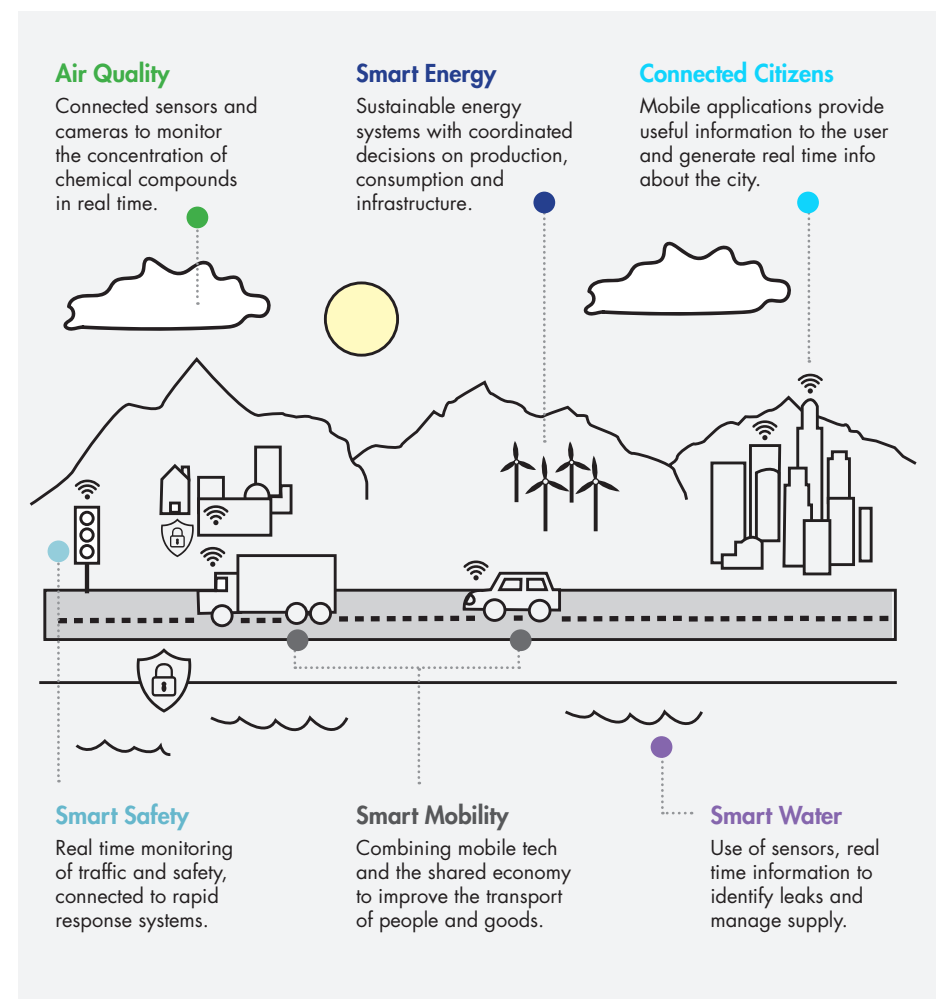 Air Quality
Connected sensors and
cameras to monitor
the concentration of
chemical compounds
in real time.
Smart Energy
Sustainable energy
systems with coordinated
decisions on production,
consumption and
infrastructure.
Connected Citizens
Mobile applications provide
useful information to the user
and generate real time info
about the city.
Smart Safety
Real time monitoring
of traffic and safety,
connected to rapid
response systems.
Smart Mobility
Combining mobile tech
and the shared economy
to improve the transport
of people and goods.
Smart Water
Use of sensors, real
time information to
identify leaks and
manage supply.